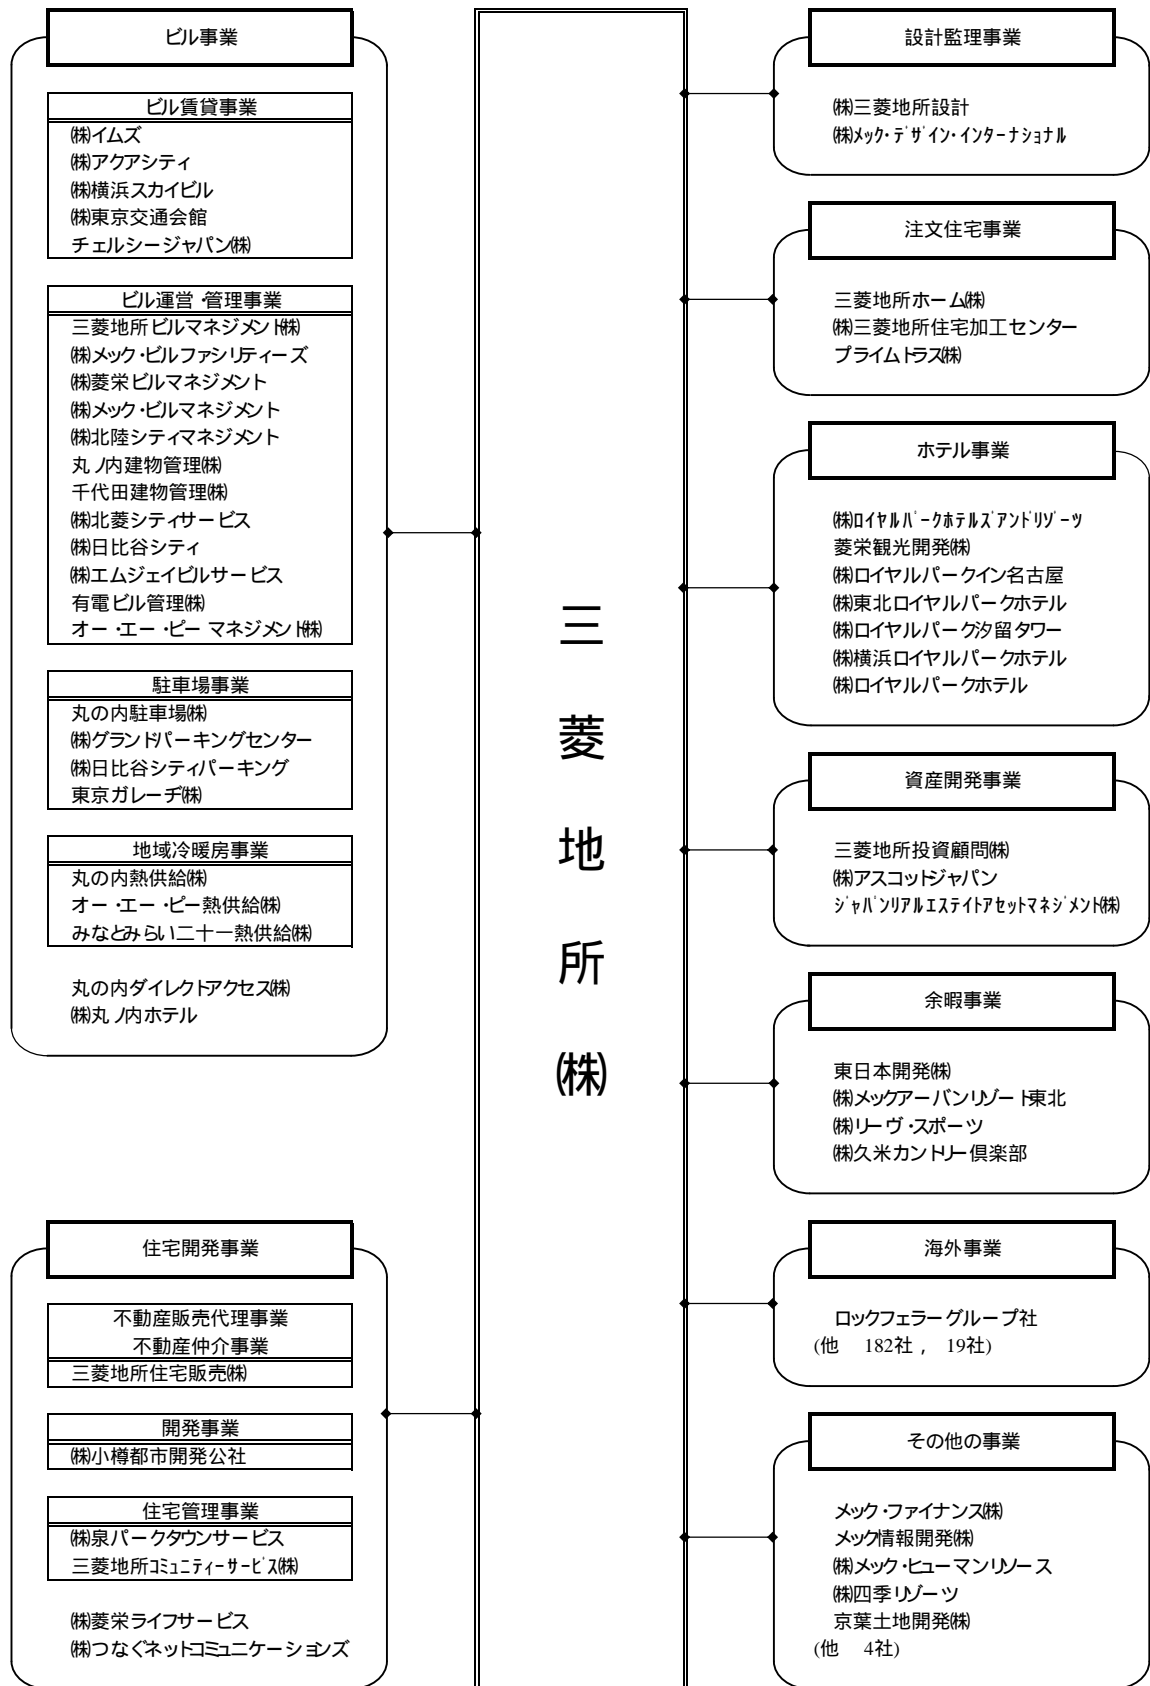 ビル事業
ビル賃貸事業
㈱イムズ
㈱アクアシティ
㈱横浜スカイビル
㈱東京交通会館
チェルシージャパン㈱
ビル運営・管理事業
三菱地所ビルマネジメント㈱
㈱メック・ビルファシリティーズ
㈱菱栄ビルマネジメント
㈱メック・ビルマネジメント
㈱北陸シティマネジメント
丸ノ内建物管理㈱
千代田建物管理㈱
㈱北菱シティサービス
㈱日比谷シティ
㈱エムジェイビルサービス
有電ビル管理㈱
オー・エー・ピー マネジメント㈱
駐車場事業
丸の内駐車場㈱
㈱グランドパーキングセンター
㈱日比谷シティパーキング
東京ガレーヂ㈱
地域冷暖房事業
丸の内熱供給㈱
オー・エー・ピー熱供給㈱
みなとみらい二十一熱供給㈱
丸の内ダイレクトアクセス㈱
㈱丸ノ内ホテル
住宅開発事業
不動産販売代理事業
不動産仲介事業
三菱地所住宅販売㈱
開発事業
㈱小樽都市開発公社
住宅管理事業
㈱泉パークタウンサービス
三菱地所ｺﾐｭﾆﾃｨｰｻｰﾋﾞｽ㈱
㈱菱栄ライフサービス
㈱つなぐネットコミュニケーションズ
三菱地所㈱
設計監理事業
㈱三菱地所設計
㈱ﾒｯｸ・ﾃﾞｻﾞｲﾝ・ｲﾝﾀｰﾅｼｮﾅﾙ
注文住宅事業
三菱地所ホーム㈱
㈱三菱地所住宅加工センター
プライムトラス㈱
ホテル事業
㈱ﾛｲﾔﾙﾊﾟｰｸﾎﾃﾙｽﾞｱﾝﾄﾞﾘｿﾞｰﾂ
菱栄観光開発㈱
㈱ロイヤルパークイン名古屋
㈱東北ロイヤルパークホテル
㈱ロイヤルパーク汐留タワー
㈱横浜ロイヤルパークホテル
㈱ロイヤルパークホテル
資産開発事業
三菱地所投資顧問㈱
㈱アスコットジャパン
ｼﾞｬﾊﾟﾝﾘｱﾙｴｽﾃｲﾄｱｾｯﾄﾏﾈｼﾞﾒﾝﾄ㈱
余暇事業
東日本開発㈱
㈱メックアーバンリゾート東北
㈱リーヴ・スポーツ
㈱久米カントリー倶楽部
海外事業
ロックフェラーグループ社
(他 182社, 19社)
その他の事業
メック・ファイナンス㈱
メック情報開発㈱
㈱メック・ヒューマンリソース
㈱四季リゾーツ
京葉土地開発㈱
(他 4社)